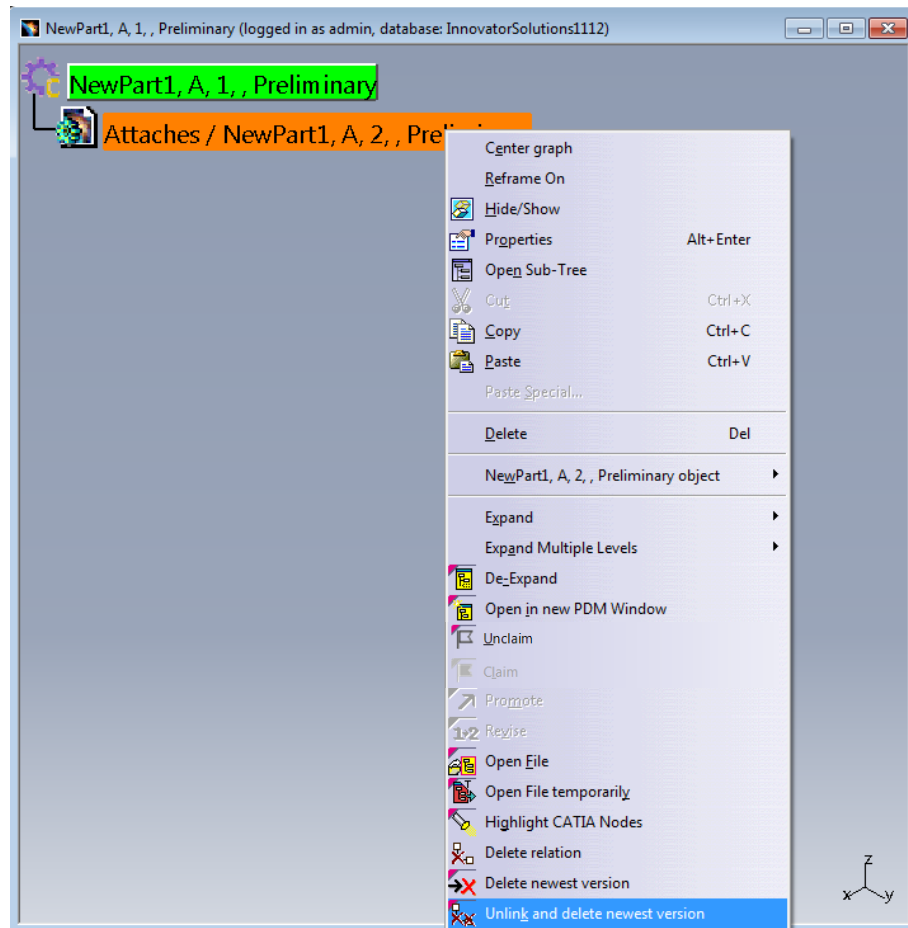 NewPart1, A, 1, , Preliminary (logged in as admin, database: InnovatorSolutions1112)
NewPart1, A, 1, , Preliminary
Attaches / NewPart1, A, 2, , Pre
Center graph
Reframe On
Hide/Show
Properties Alt+Enter
Open Sub-Tree
Cut Ctrl+X
Copy Ctrl+C
Paste Ctrl+V
Paste Special...
Delete Del
NewPart1, A, 2, , Preliminary object
Expand
Expand Multiple Levels
De-Expand
Open in new PDM Window
Unclaim
Claim
Promote
Revise
Open File
Open File temporarily
Highlight CATIA Nodes
Delete relation
Delete newest version
Unlink and delete newest version
z
x y